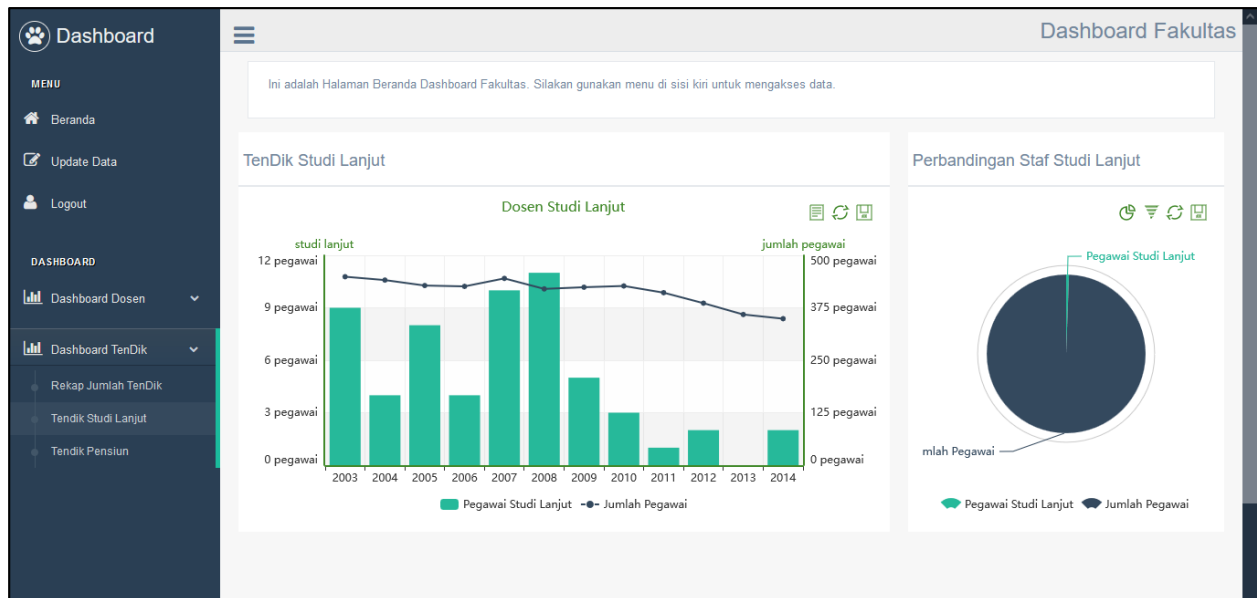 Dashboard
MENU
Beranda
Update Data
Logout
DASHBOARD
Dashboard Dosen
Dashboard TenDik
Rekap Jumlah TenDik
Tendik Studi Lanjut
Tendik Pensiun
Dashboard Fakultas
Ini adalah Halaman Beranda Dashboard Fakultas. Silakan gunakan menu di sisi kiri untuk mengakses data.
TenDik Studi Lanjut
Dosen Studi Lanjut
studi lanjut
jumlah pegawai
12 pegawai
500 pegawai
9 pegawai
375 pegawai
6 pegawai
250 pegawai
3 pegawai
125 pegawai
0 pegawai
0 pegawai
2003 2004 2005 2006 2007 2008 2009 2010 2011 2012 2013 2014
Pegawai Studi Lanjut Jumlah Pegawai
Perbandingan Staf Studi Lanjut
Pegawai Studi Lanjut
mlah Pegawai
Pegawai Studi Lanjut Jumlah Pegawai